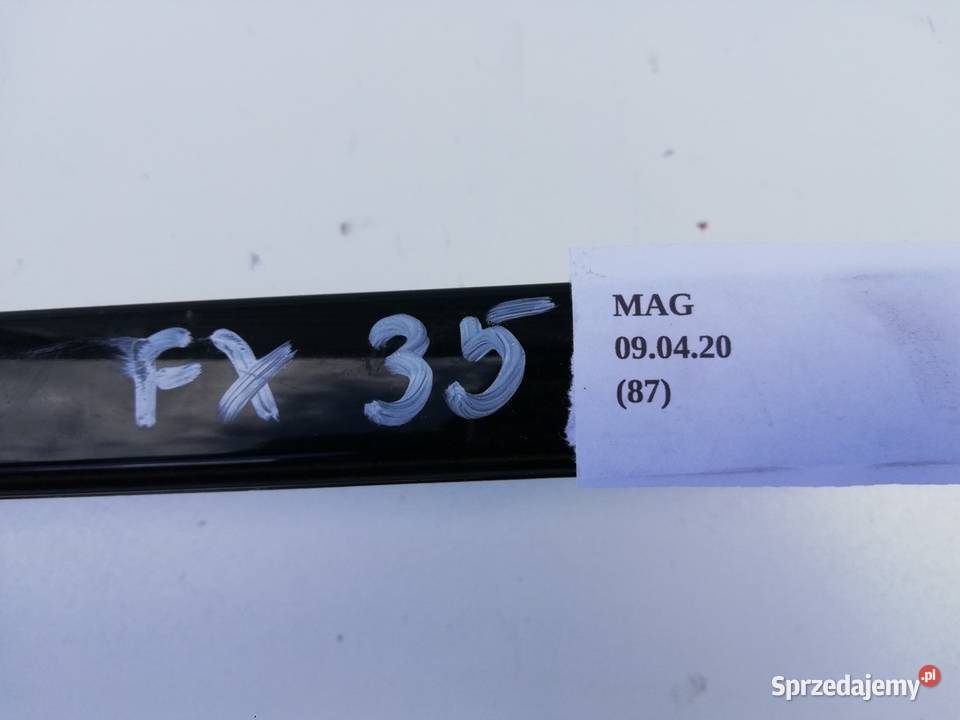 FX 35
MAG
09.04.20
(87)
Sprzedajemy.pl